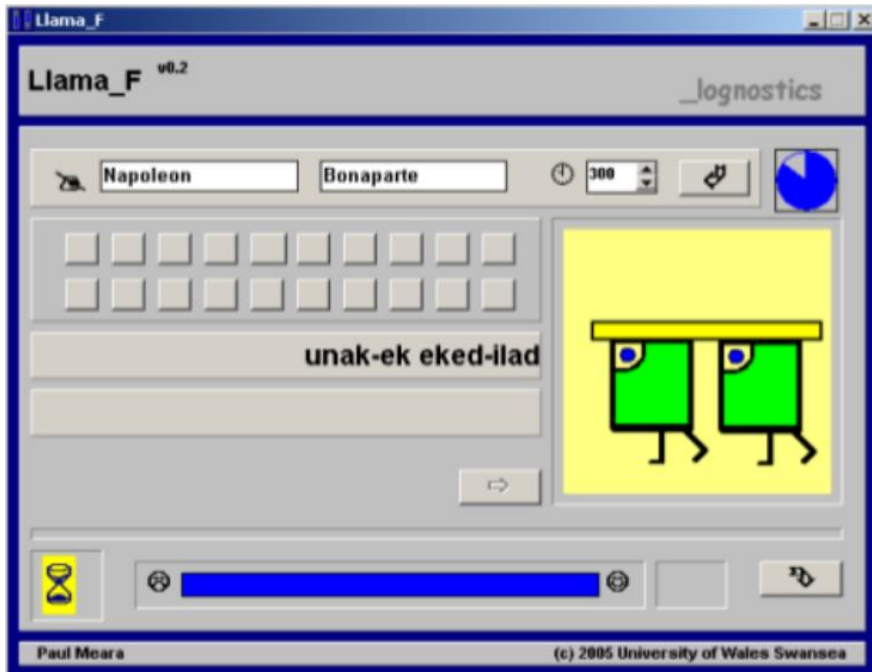 Llama_F
Llama_F v0.2
_lognostics
Napoleon Bonaparte 300
unak-ek eked-ilad
Paul Meara (c) 2005 University of Wales Swansea